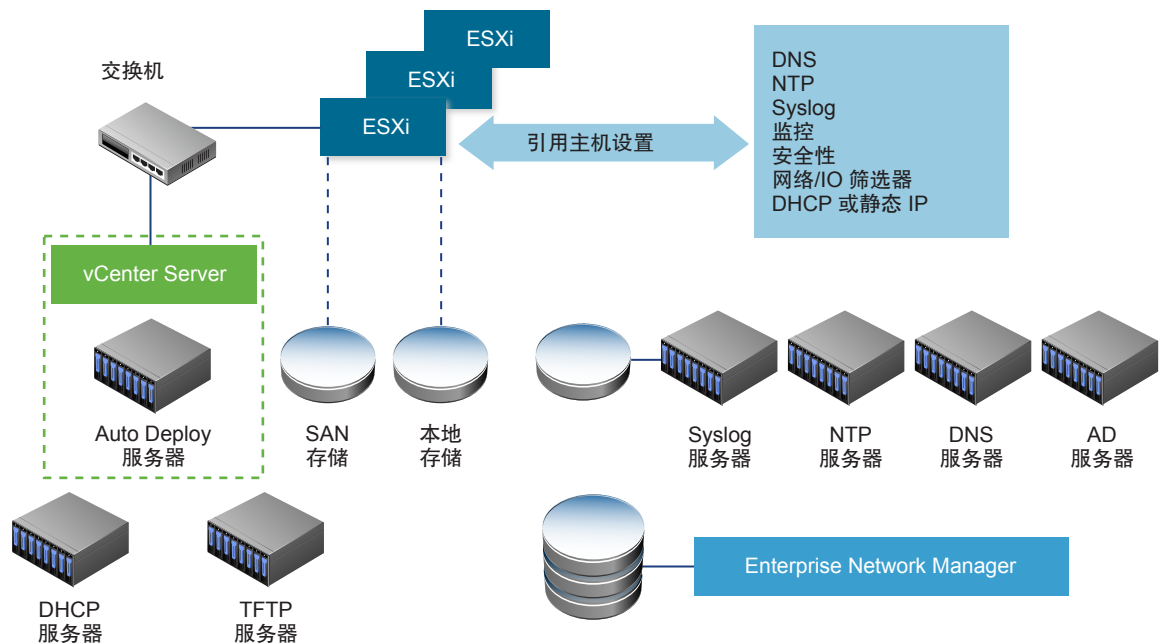 交换机
ESXi
ESXi
ESXi
引用主机设置
DNS
NTP
Syslog
监控
安全性
网络/IO 筛选器
DHCP 或静态 IP
vCenter Server
Auto Deploy
服务器
SAN
存储
本地
存储
Syslog
服务器
NTP
服务器
DNS
服务器
AD
服务器
DHCP
服务器
TFTP
服务器
Enterprise Network Manager